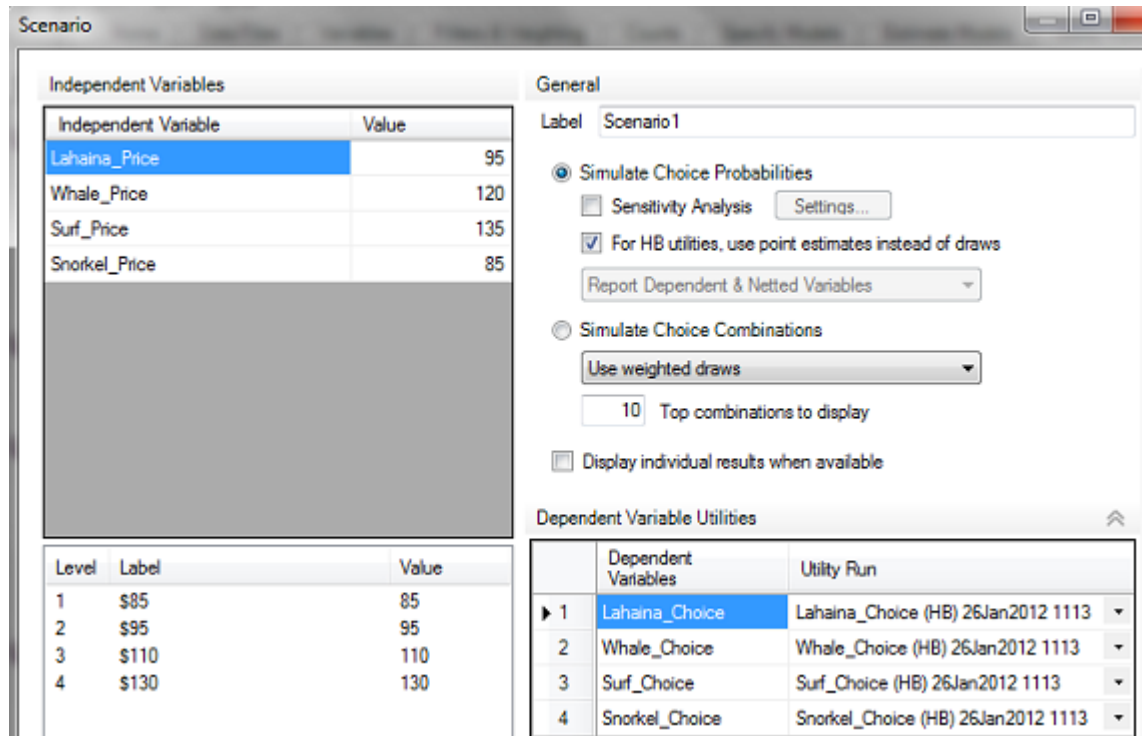 Scenario
Independent Variables
Independent Variable Value
Lahaina_Price 95
Whale_Price 120
Surf_Price 135
Snorkel_Price 85
Level Label Value
1 $85 85
2 $95 95
3 $110 110
4 $130 130
General
Label Scenario1
Simulate Choice Probabilities
Sensitivity Analysis Settings...
For HB utilities, use point estimates instead of draws
Report Dependent & Netted Variables
Simulate Choice Combinations
Use weighted draws
10 Top combinations to display
Display individual results when available
Dependent Variable Utilities
Dependent
Variables Utility Run
1 Lahaina_Choice Lahaina_Choice (HB) 26Jan2012 1113
2 Whale_Choice Whale_Choice (HB) 26Jan2012 1113
3 Surf_Choice Surf_Choice (HB) 26Jan2012 1113
4 Snorkel_Choice Snorkel_Choice (HB) 26Jan2012 1113